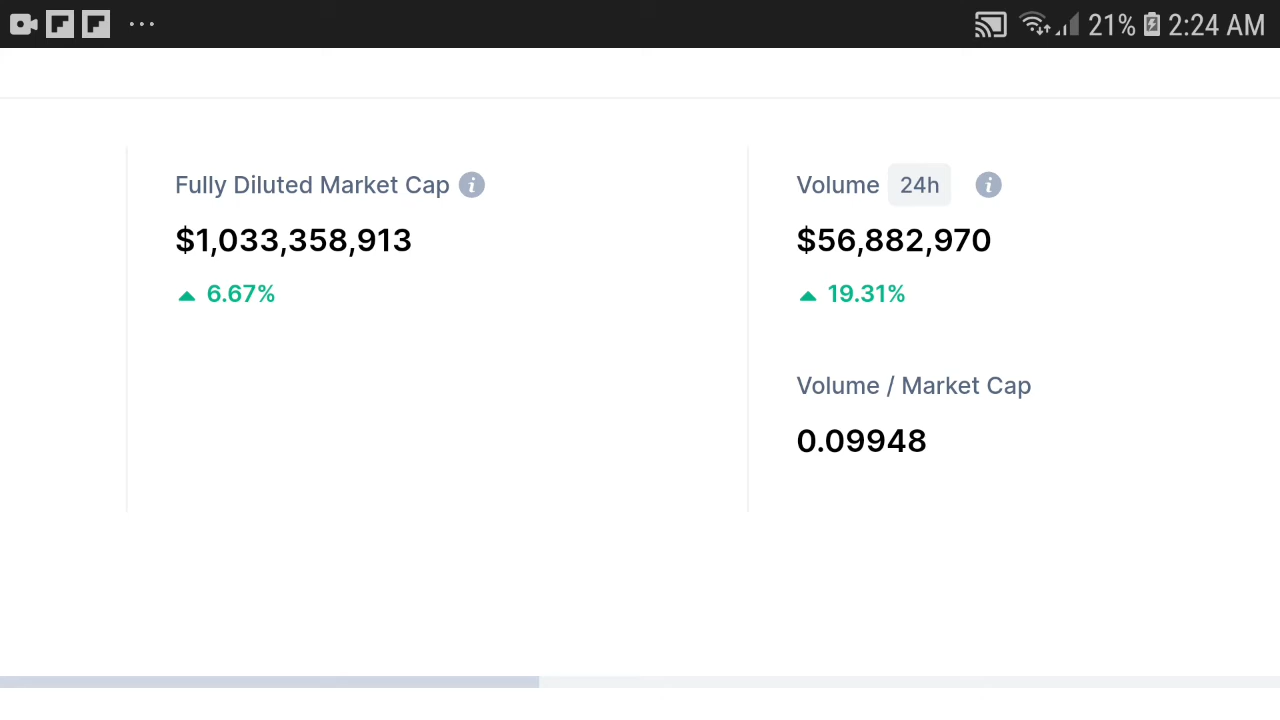 21% 2:24 AM
Fully Diluted Market Cap
$1,033,358,913
6.67%
Volume 24h
$56,882,970
19.31%
Volume / Market Cap
0.09948